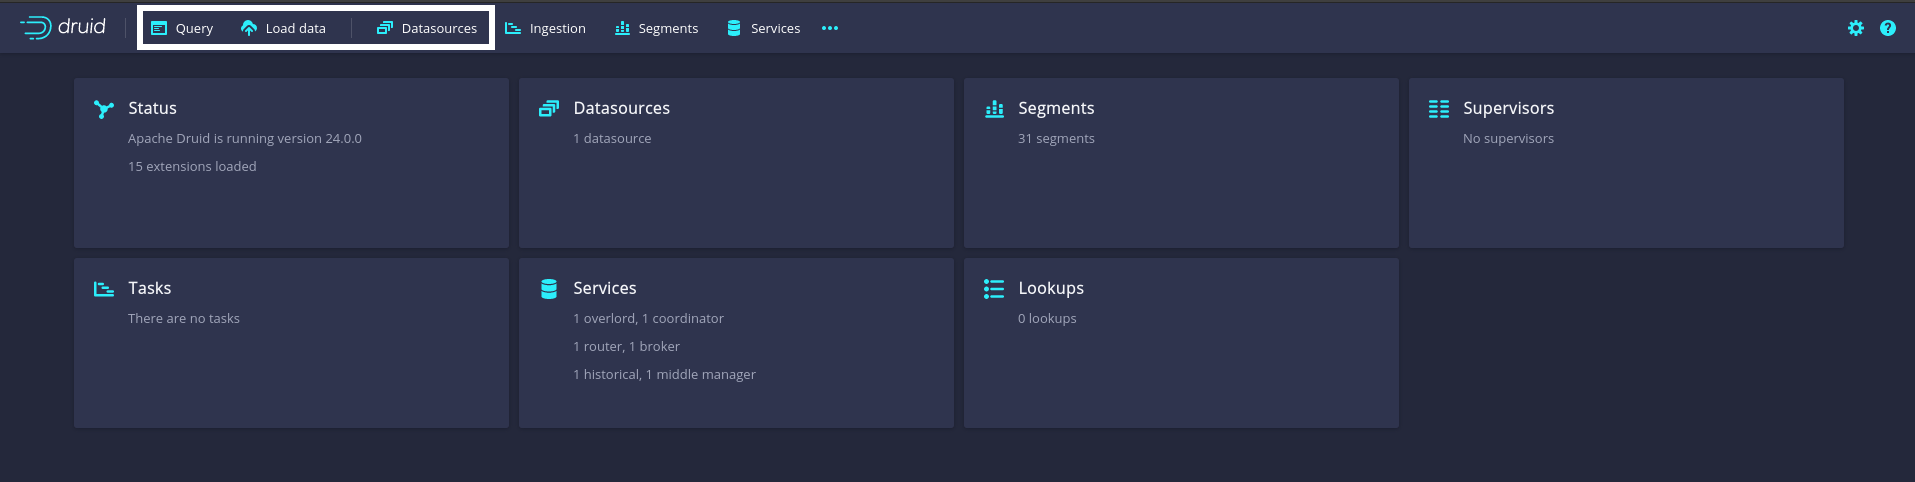 druid Query Load data Datasources Ingestion Segments Services
Status
Apache Druid is running version 24.0.0
15 extensions loaded
Datasources
1 datasource
Segments
31 segments
Supervisors
No supervisors
Tasks
There are no tasks
Services
1 overlord, 1 coordinator
1 router, 1 broker
1 historical, 1 middle manager
Lookups
0 lookups